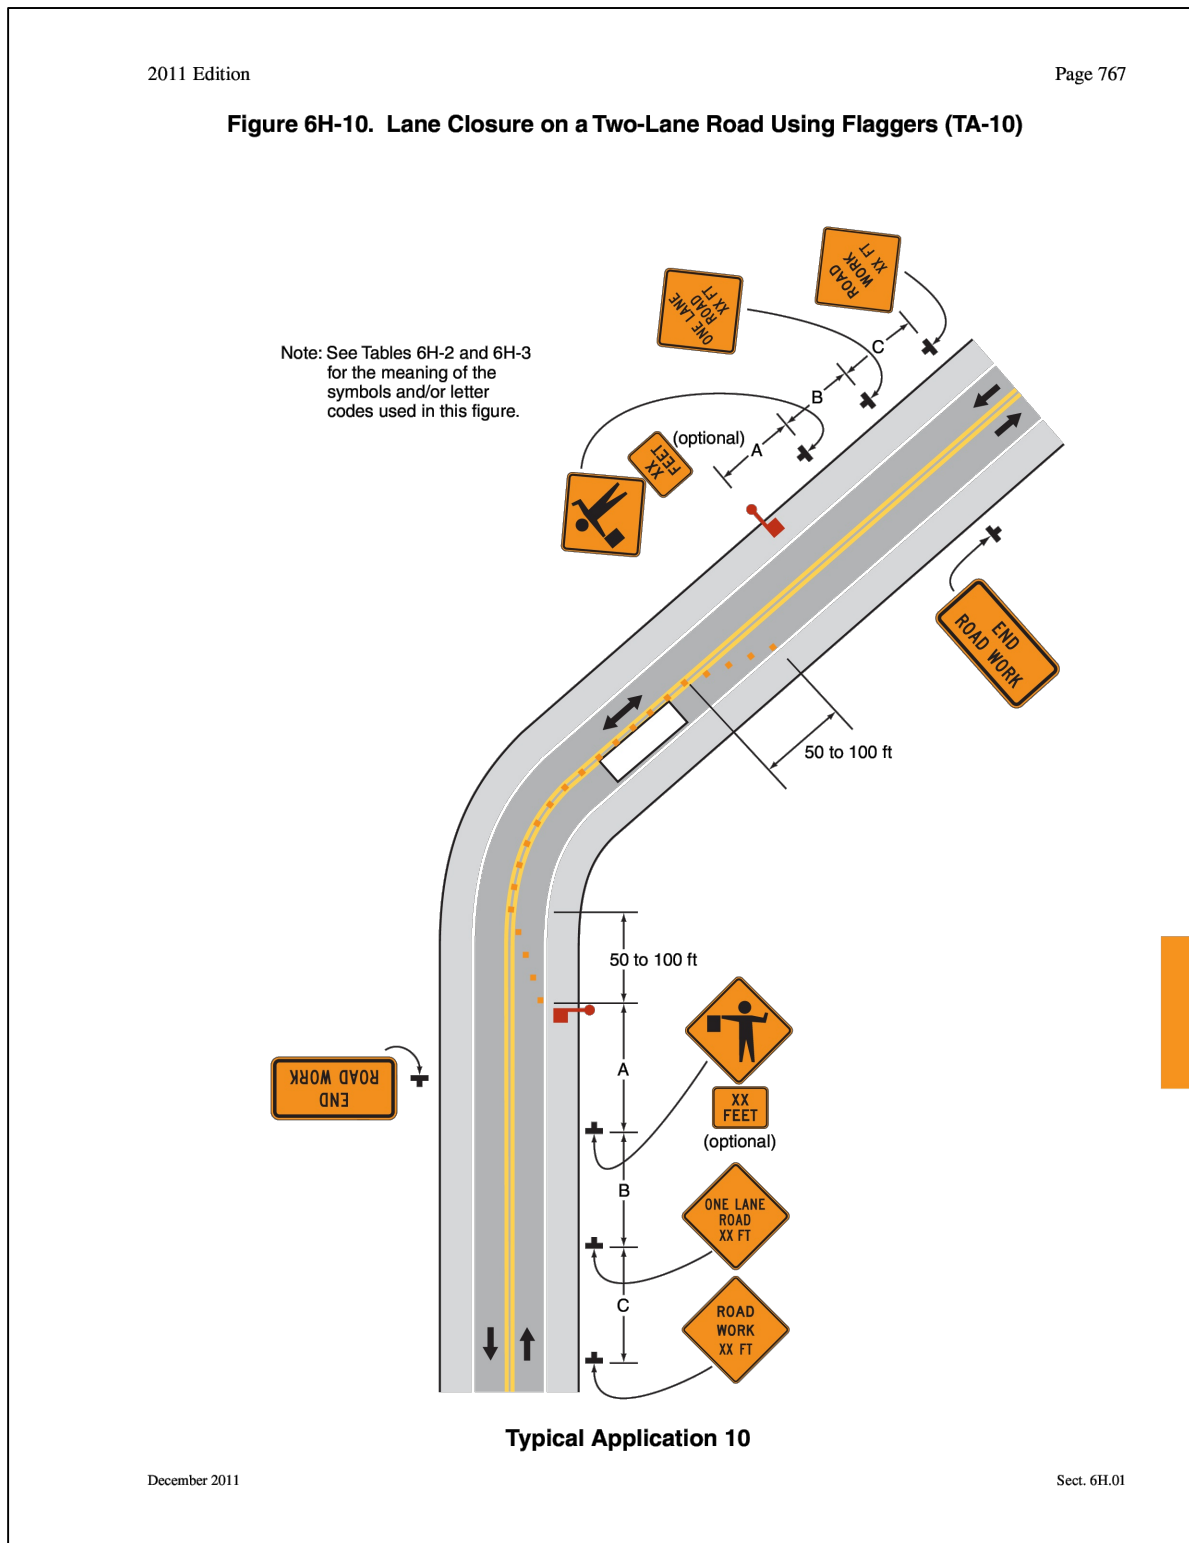 2011 Edition
Page 767
Figure 6H-10. Lane Closure on a Two-Lane Road Using Flaggers (TA-10)
ROAD
WORK
XX FT
ONE LANE
ROAD
XX FT
C
Note: See Tables 6H-2 and 6H-3
for the meaning of the
symbols and/or letter
codes used in this figure.
B
(optional)
A
XX
FEET
END
ROAD WORK
50 to 100 ft
50 to 100 ft
A
END
ROAD WORK
XX
FEET
(optional)
B
ONE LANE
ROAD
XX FT
C
ROAD
WORK
XX FT
Typical Application 10
December 2011
Sect. 6H.01